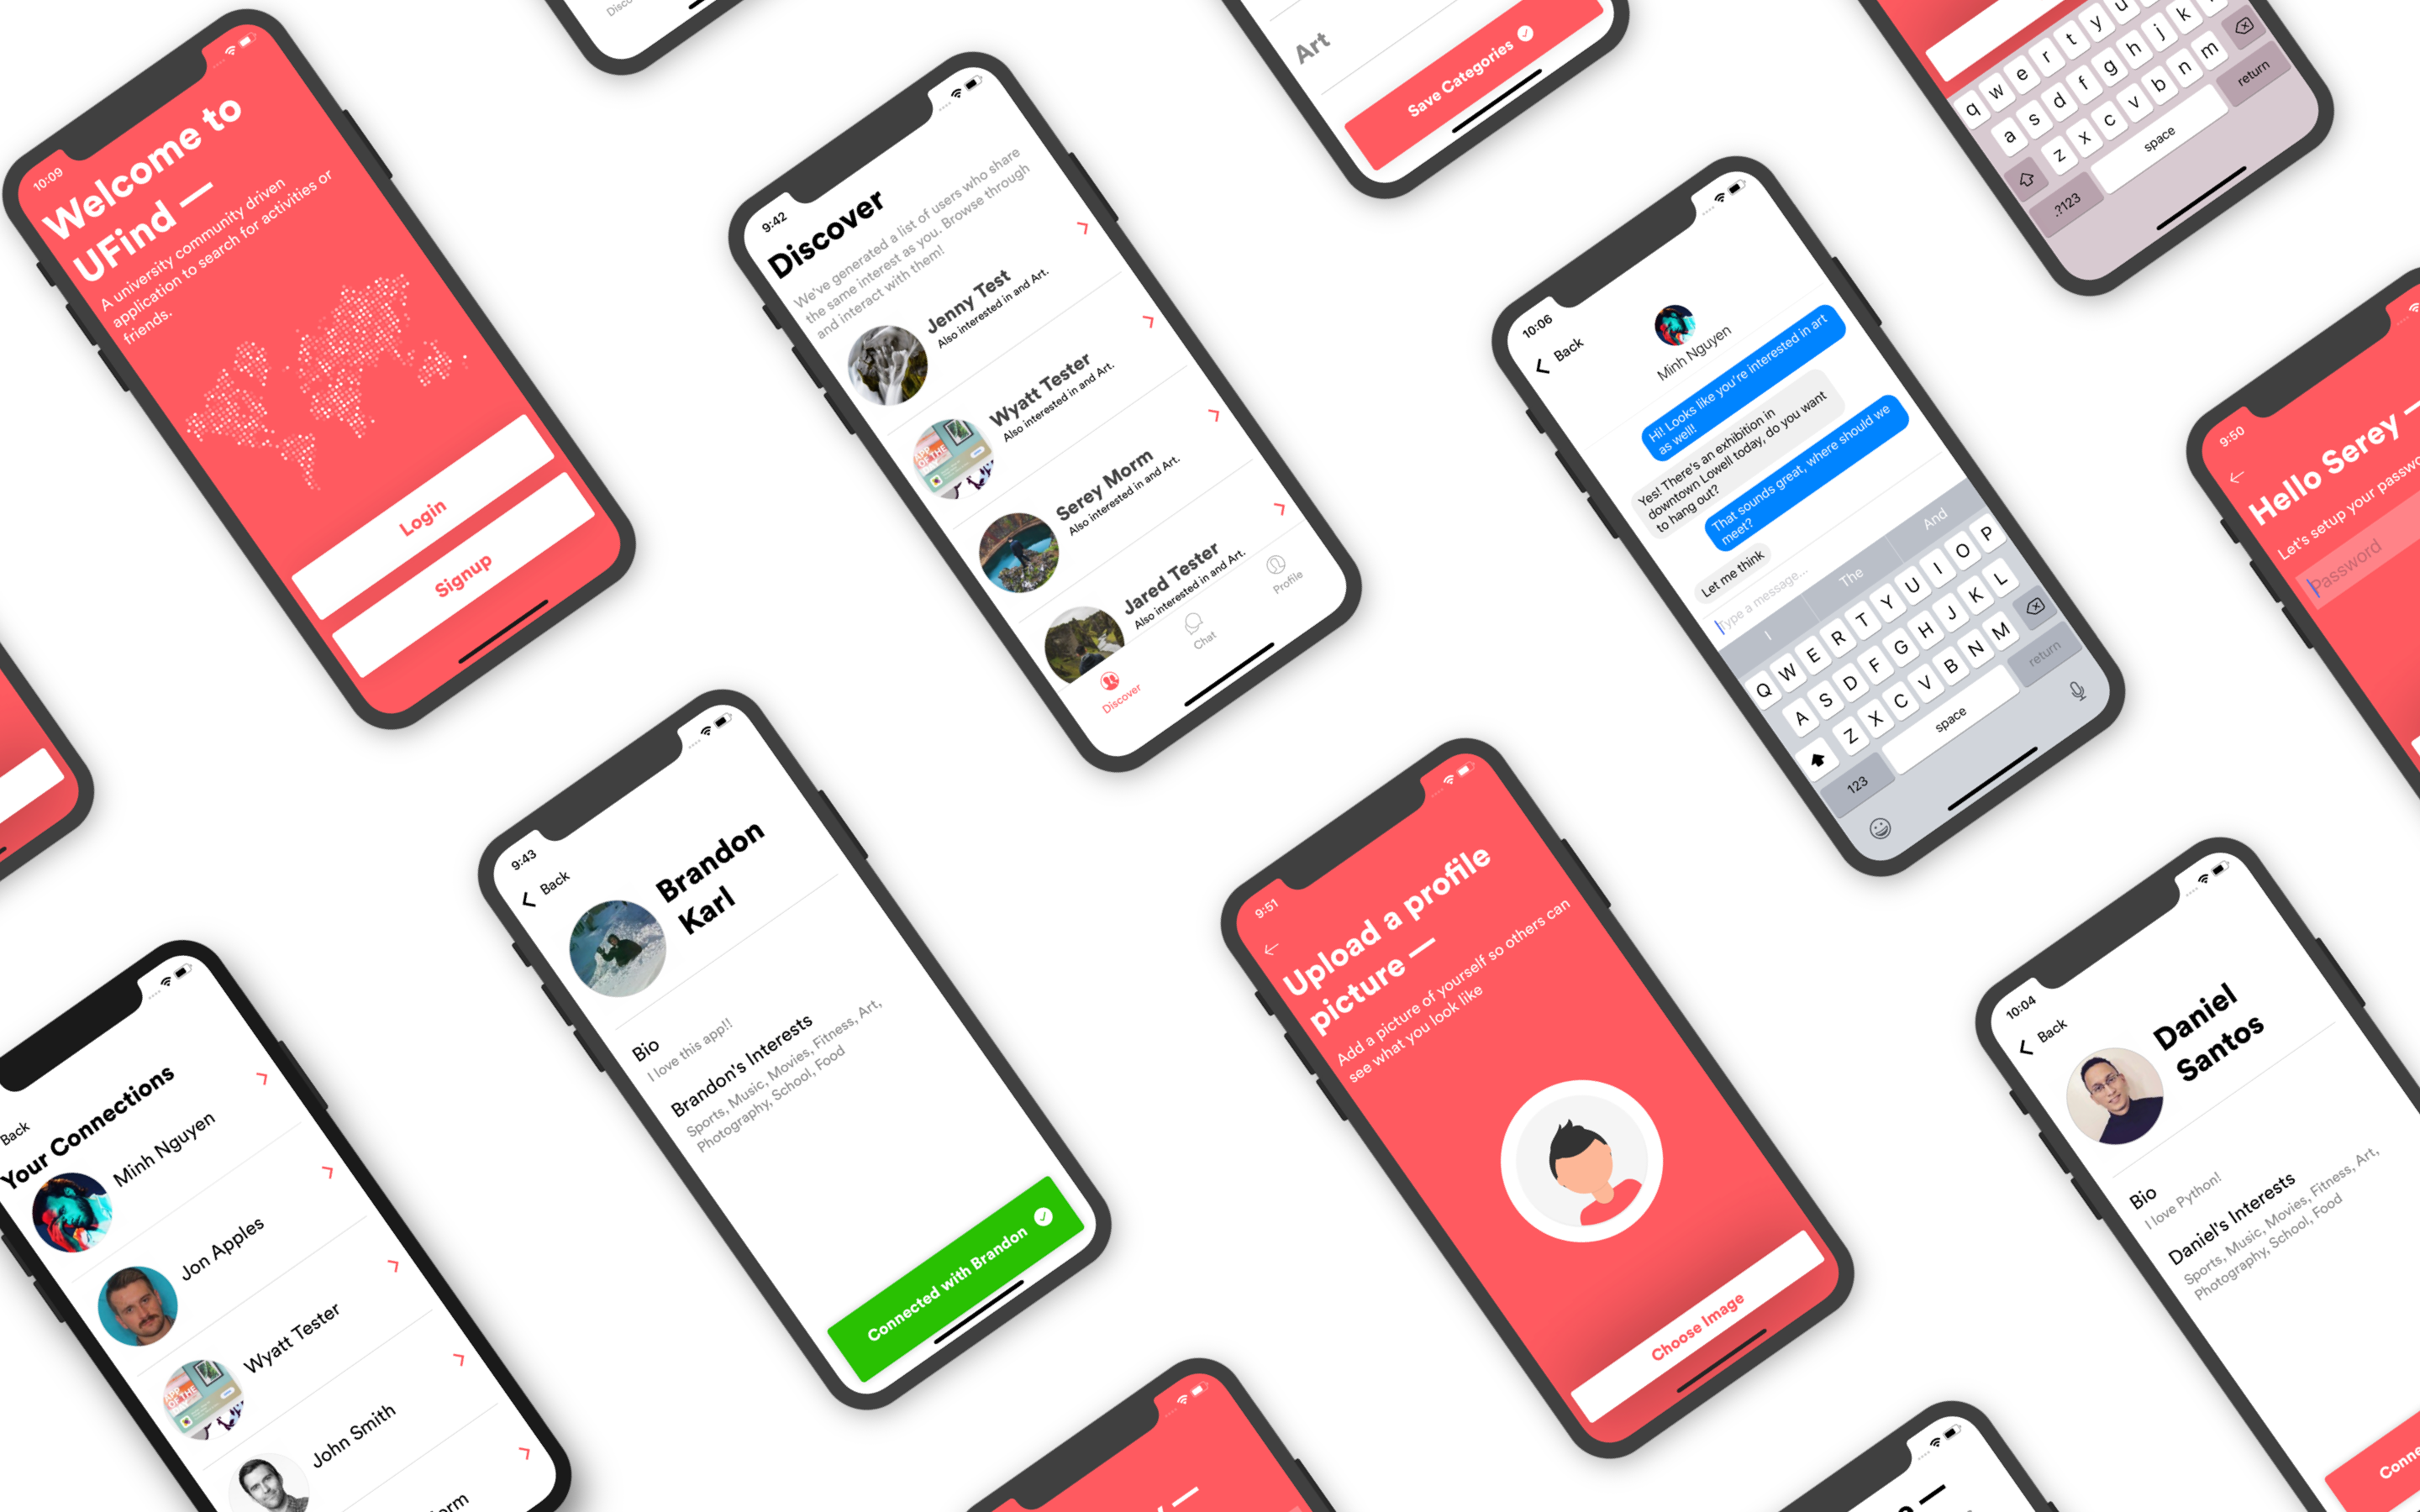 10:09
Welcome to
UFind —
A university community driven
application to search for activities or
friends.
Login
Signup
9:42
Discover
We've generated a list of users who share
the same interest as you. Browse through
and interact with them!
Jenny Test
Also interested in and Art.
Wyatt Tester
Also interested in and Art.
Serey Morm
Also interested in and Art.
Jared Tester
Also interested in and Art.
Discover
Chat
Profile
Art
Save Categories
q w e r t y u
a s d f g h j k
z x c v b n m
.?123
space
return
10:06
Back
Minh Nguyen
Hi! Looks like you're interested in art
as well!
Yes! There's an exhibition in
downtown Lowell today, do you want
to hang out?
That sounds great, where should we
meet?
Let me think
Type a message...
I
The
And
Q W E R T Y U I O P
A S D F G H J K L
Z X C V B N M
123
space
return
9:50
Hello Serey —
Let's setup your
Password
Back
Your Connections
Minh Nguyen
Jon Apples
Wyatt Tester
APP
OF THE
DAY
John Smith
9:43
Back
Brandon
Karl
Bio
I love this app!!
Brandon's Interests
Sports, Music, Movies, Fitness, Art,
Photography, School, Food
Connected with Brandon
9:51
Upload a profile
picture —
Add a picture of yourself so others can
see what you look like
Choose Image
10:04
Back
Daniel
Santos
Bio
I love Python!
Daniel's Interests
Sports, Music, Movies, Fitness, Art,
Photography, School, Food